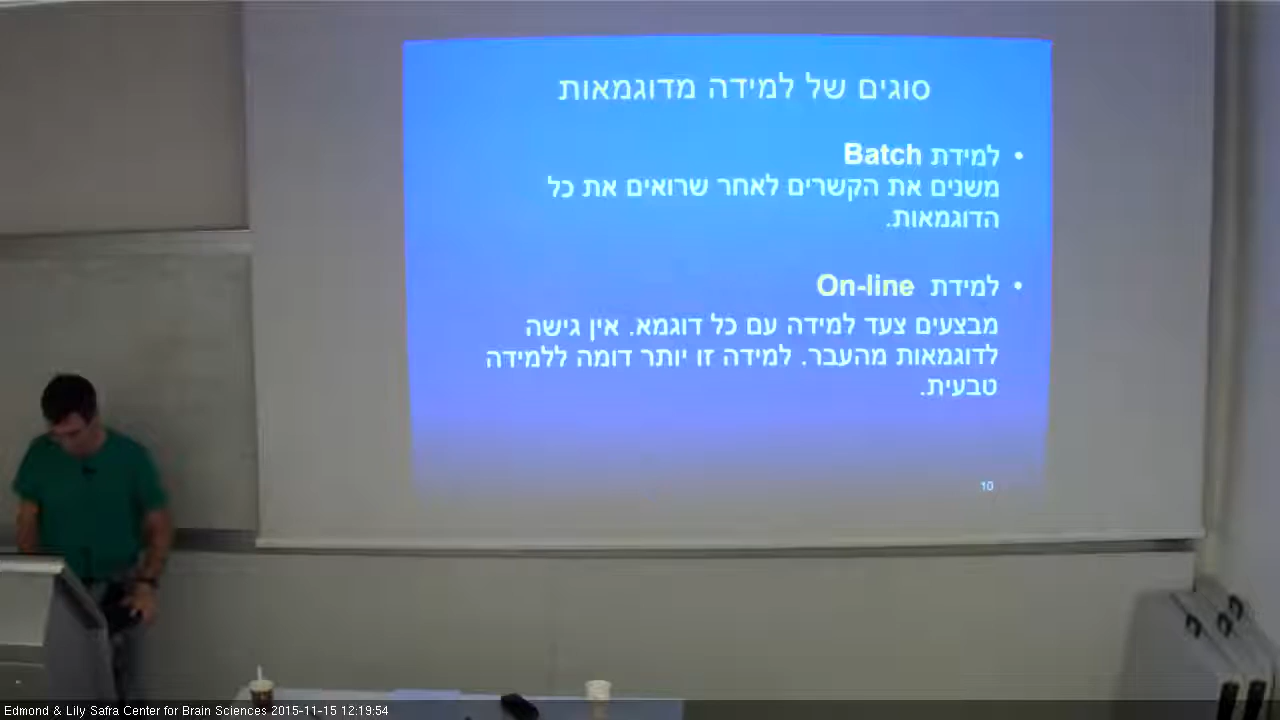 סוגים של למידה מדוגמאות
• למידת Batch
משנים את הקשרים לאחר שרואים את כל
הדוגמאות.
• למידת On-line
מבצעים צעד למידה עם כל דוגמא. אין גישה
לדוגמאות מהעבר. למידה זו יותר דומה ללמידה
טבעית.
10
Edmond & Lily Safra Center for Brain Sciences 2015-11-15 12:19:54